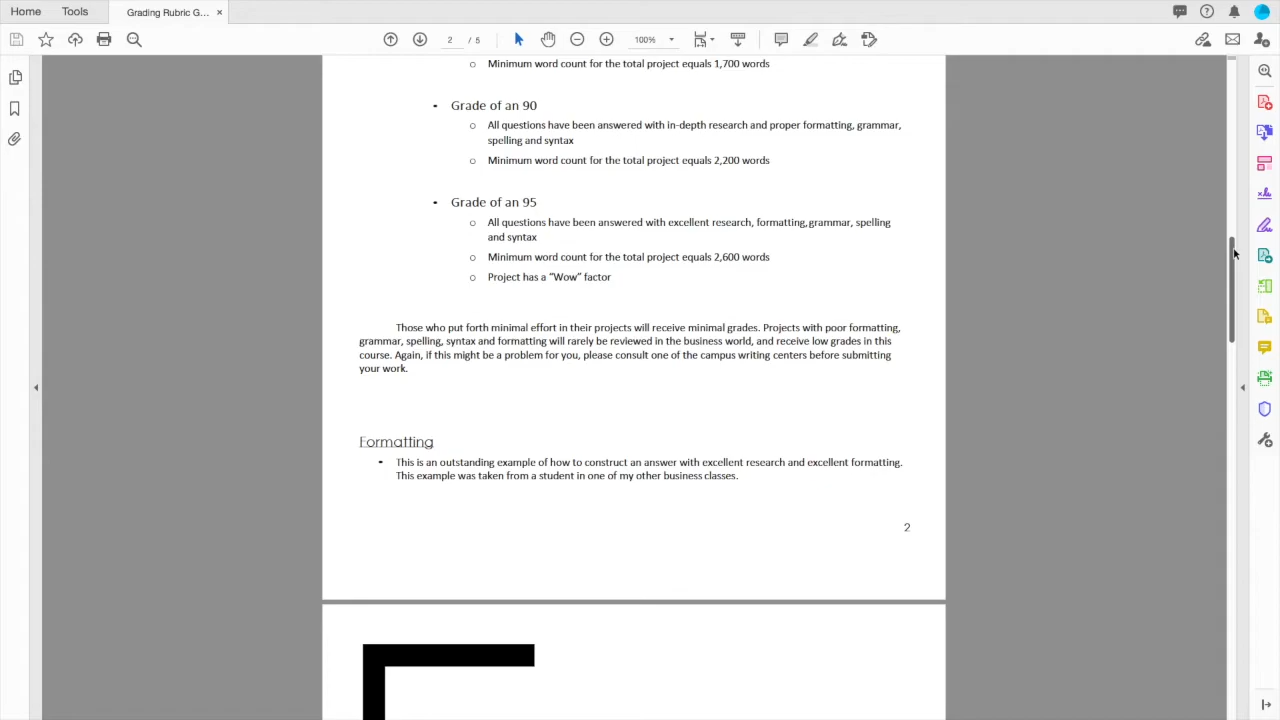 Home
Tools
Grading Rubric G...
2 / 5
100%
o Minimum word count for the total project equals 1,700 words
• Grade of an 90
o All questions have been answered with in-depth research and proper formatting, grammar,
spelling and syntax
o Minimum word count for the total project equals 2,200 words
• Grade of an 95
o All questions have been answered with excellent research, formatting,grammar, spelling
and syntax
o Minimum word count for the total project equals 2,600 words
o Project has a “Wow” factor
Those who put forth minimal effort in their projects will receive minimal grades. Projects with poor formatting,
grammar, spelling, syntax and formatting will rarely be reviewed in the business world, and receive low grades in this
course. Again, if this might be a problem for you, please consult one of the campus writing centers before submitting
your work.
Formatting
• This is an outstanding example of how to construct an answer with excellent research and excellent formatting.
This example was taken from a student in one of my other business classes.
2